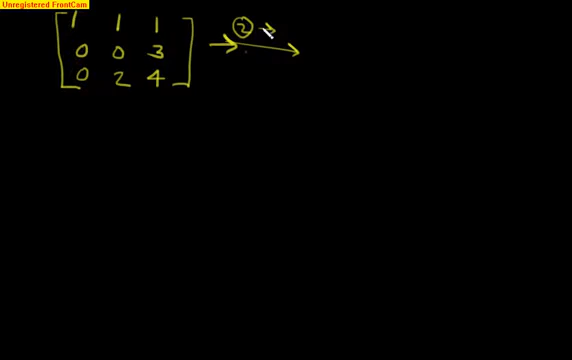 Unregistered FrontCam
1 1 1
0 0 3 → ② →
0 2 4